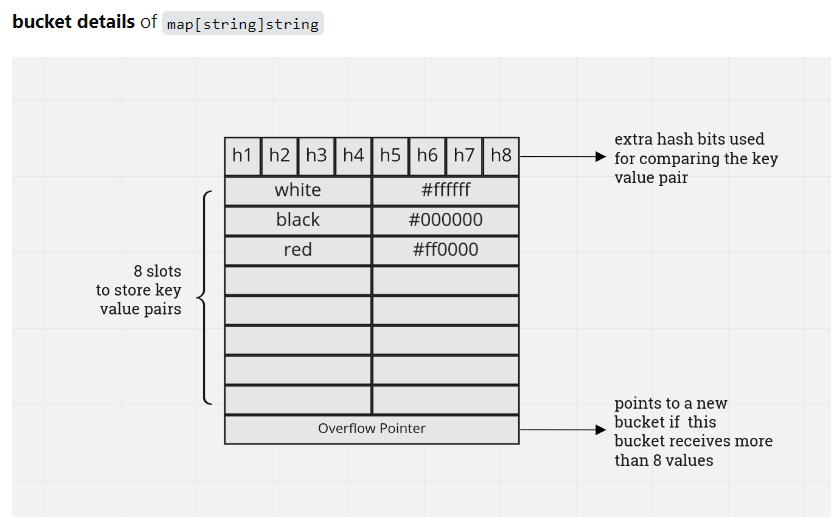 bucket details of map[string]string
h1 h2 h3 h4 h5 h6 h7 h8
extra hash bits used
for comparing the key
value pair
white #ffffff
black #000000
red #ff0000
8 slots
to store key
value pairs
Overflow Pointer
points to a new
bucket if this
bucket receives more
than 8 values